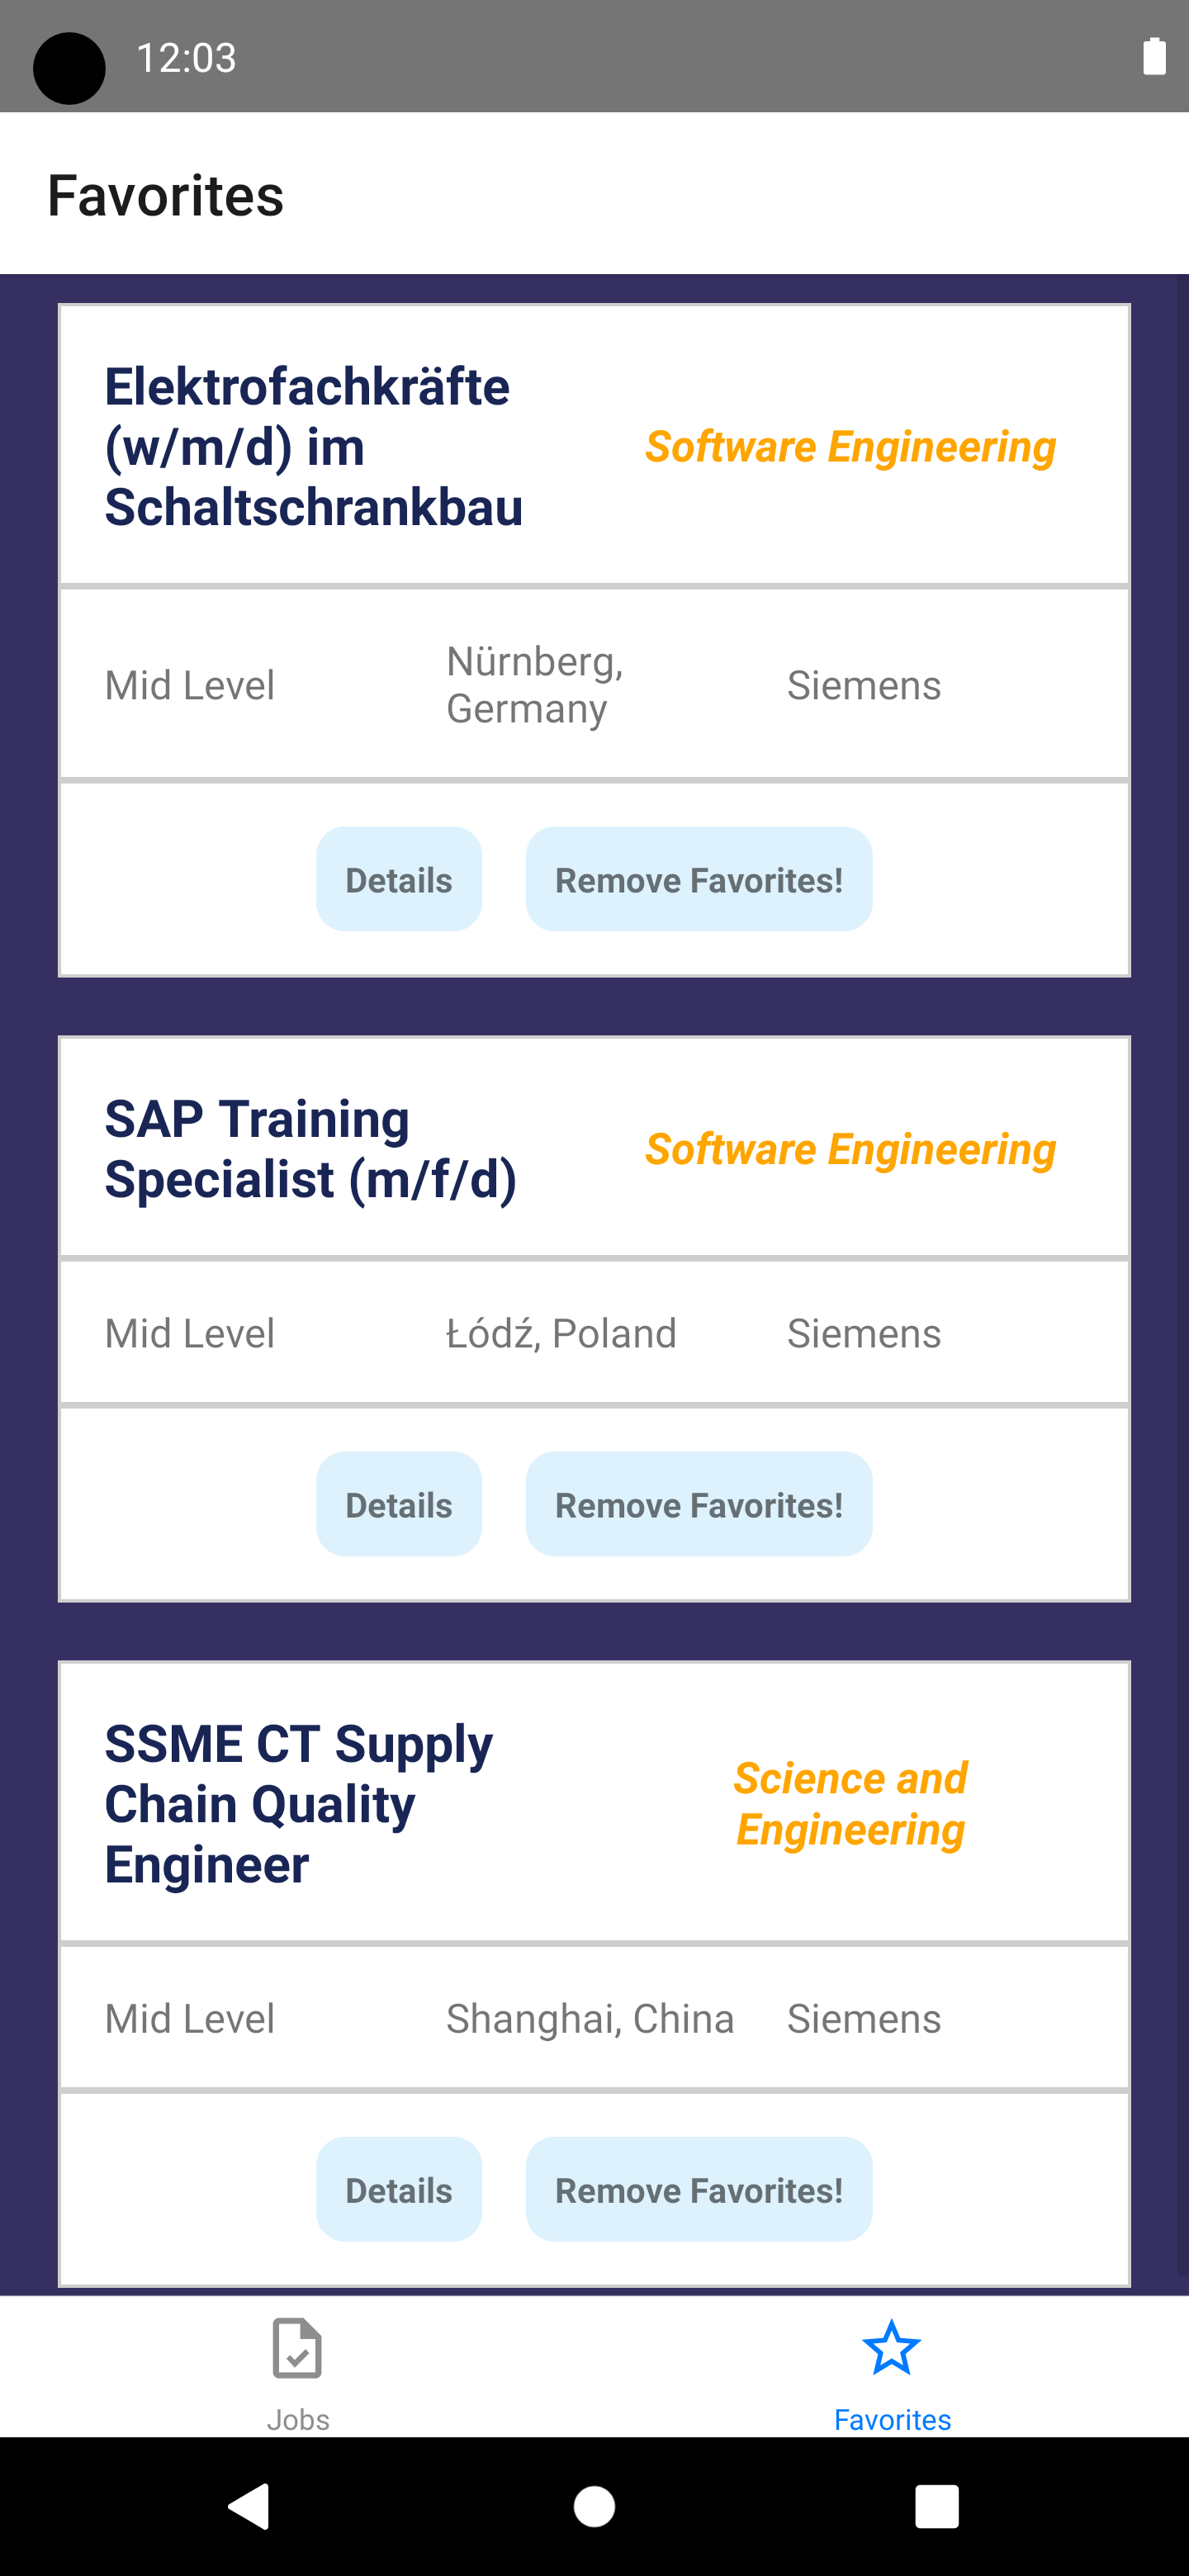 12:03
Favorites
Elektrofachkräfte
(w/m/d) im
Schaltschrankbau
Software Engineering
Mid Level
Nürnberg,
Germany
Siemens
Details
Remove Favorites!
SAP Training
Specialist (m/f/d)
Software Engineering
Mid Level
Łódź, Poland
Siemens
Details
Remove Favorites!
SSME CT Supply
Chain Quality
Engineer
Science and
Engineering
Mid Level
Shanghai, China
Siemens
Details
Remove Favorites!
Jobs
Favorites